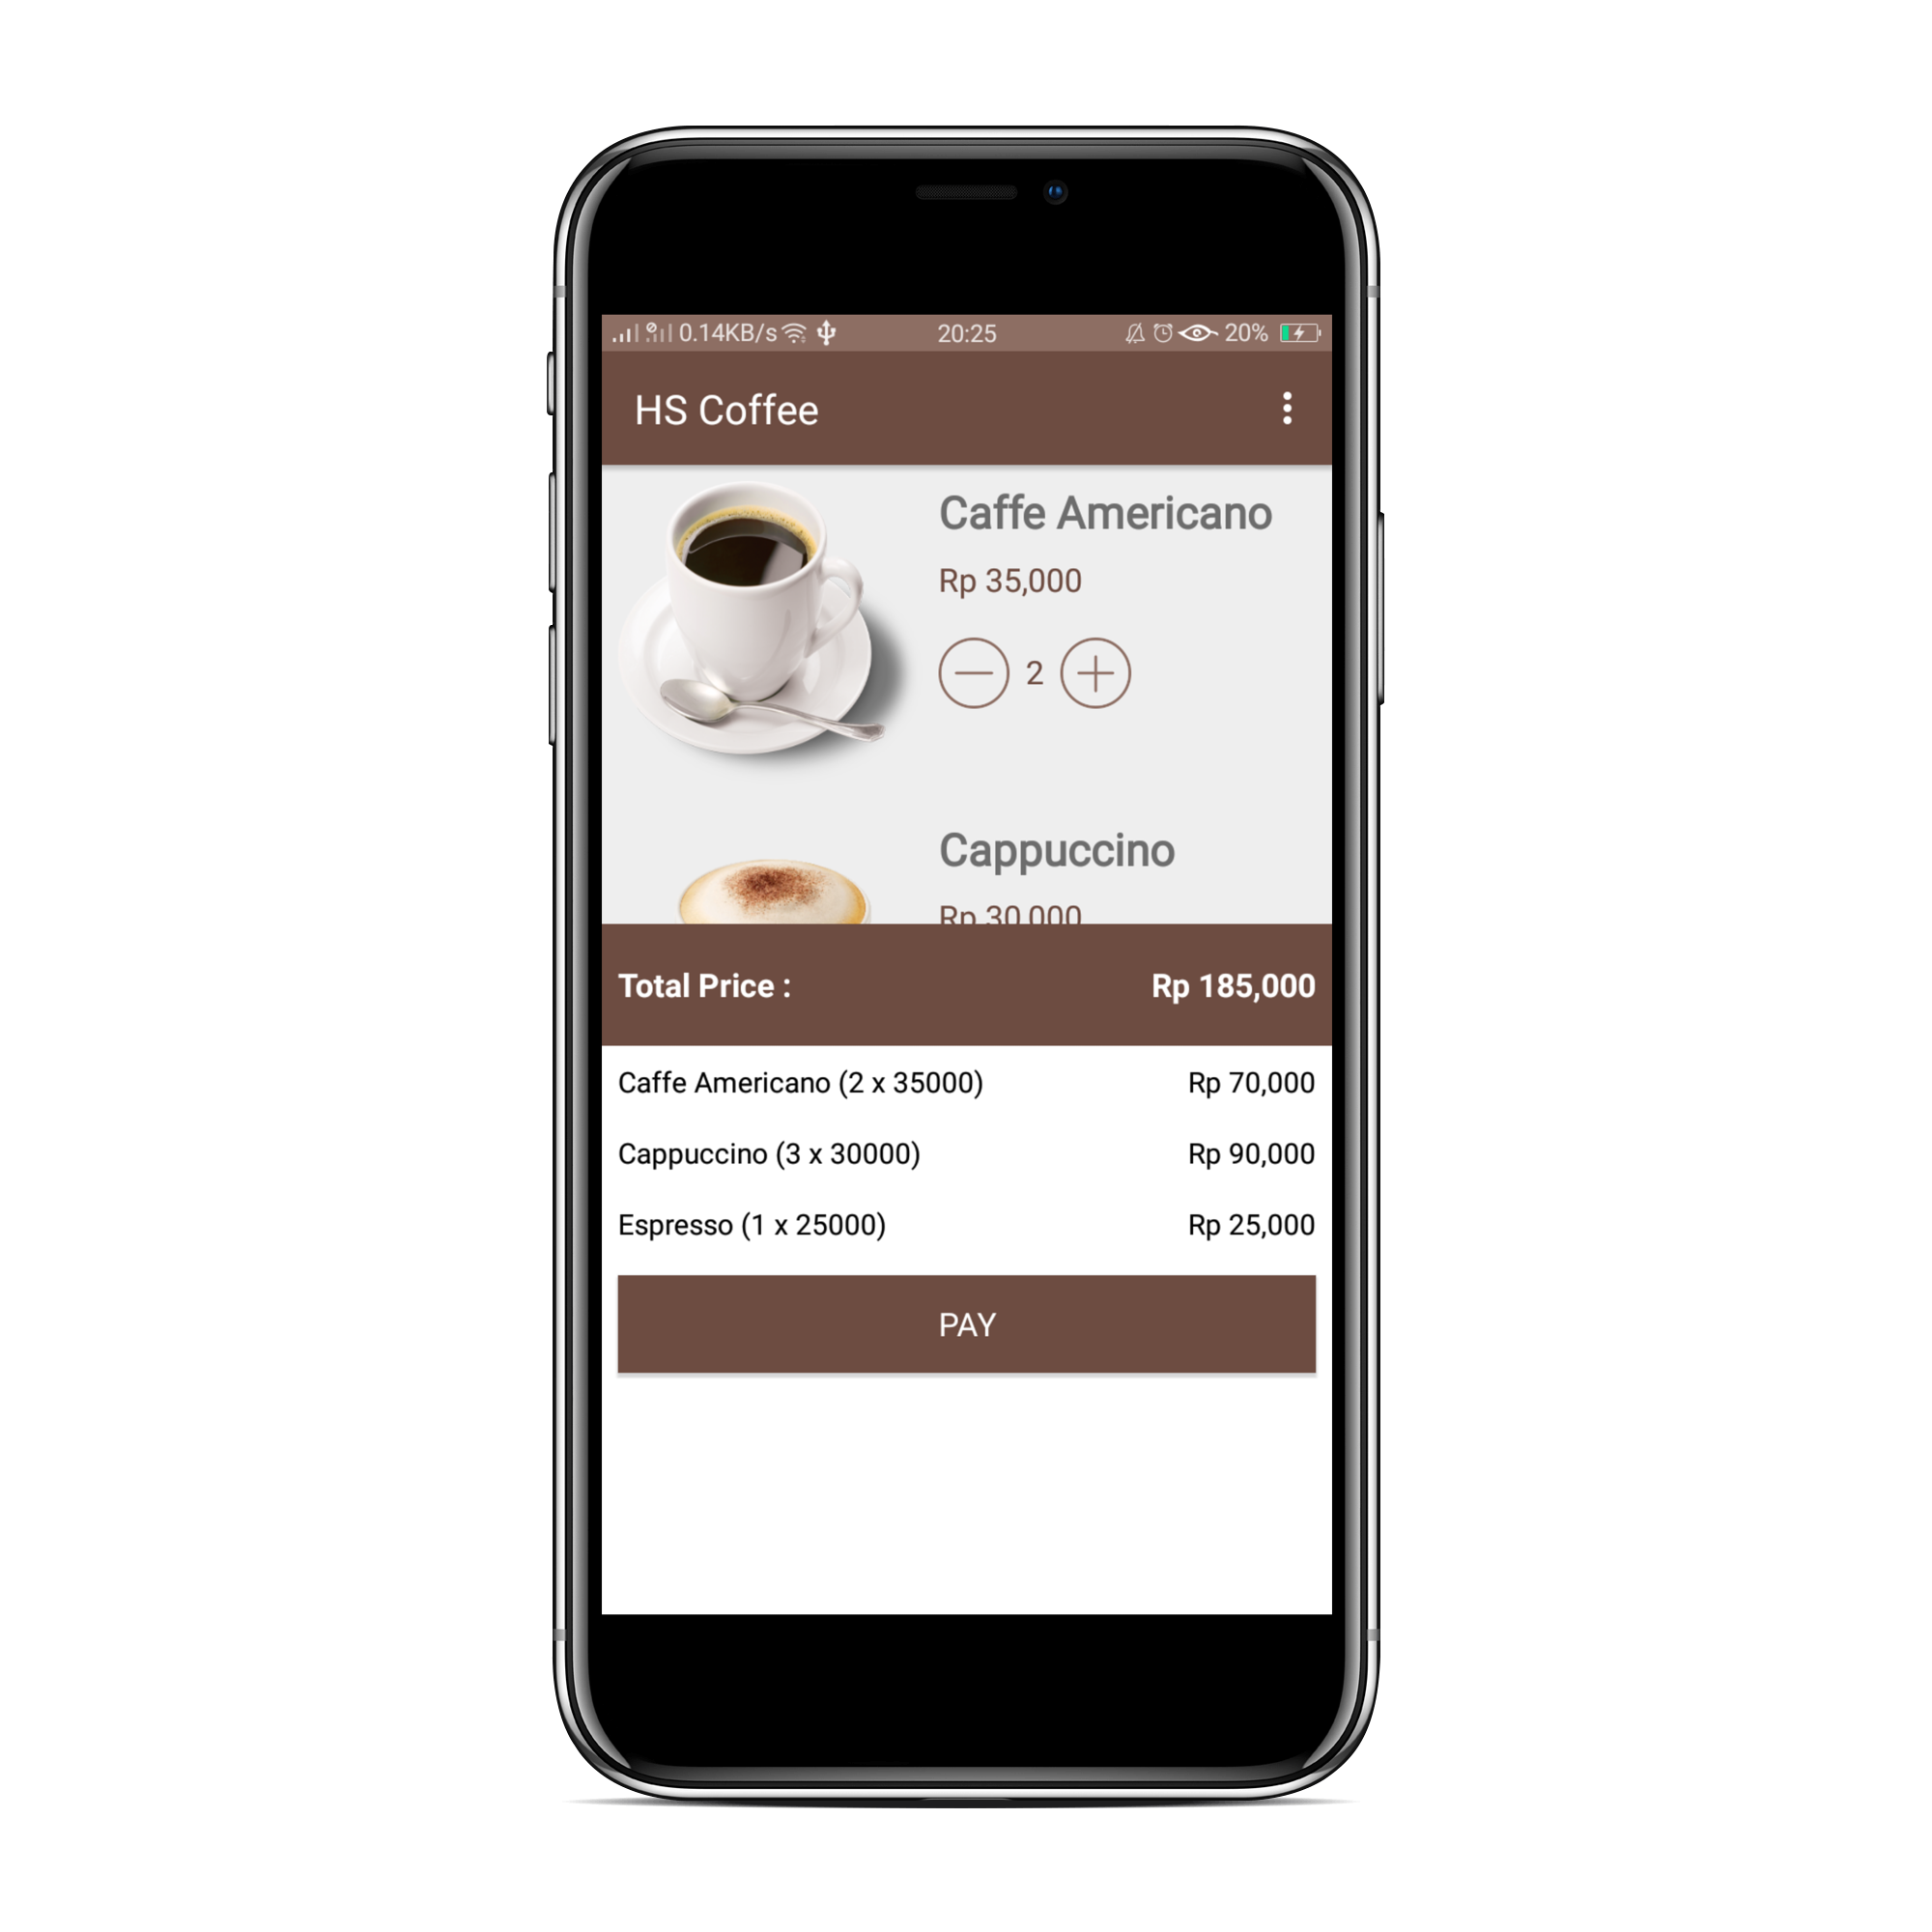 0.14KB/s 20:25 20%
HS Coffee
Caffe Americano
Rp 35,000
2
Cappuccino
Rp 30,000
Total Price : Rp 185,000
Caffe Americano (2 x 35000) Rp 70,000
Cappuccino (3 x 30000) Rp 90,000
Espresso (1 x 25000) Rp 25,000
PAY